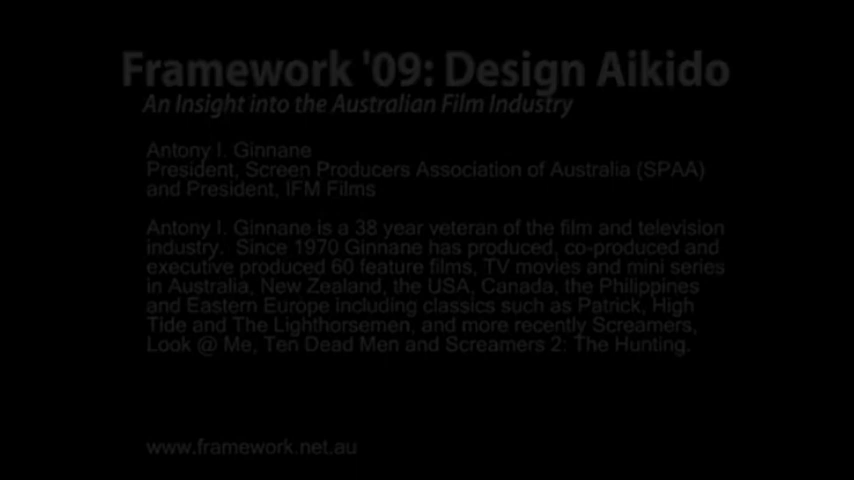 Framework '09: Design Aikido
An Insight into the Australian Film Industry
Antony I. Ginnane
President, Screen Producers Association of Australia (SPAA)
and President, IFM Films
Antony I. Ginnane is a 38 year veteran of the film and television
industry.  Since 1970 Ginnane has produced, co-produced and
executive produced 60 feature films, TV movies and mini series
in Australia, New Zealand, the USA, Canada, the Philippines
and Eastern Europe including classics such as Patrick, High
Tide and The Lighthorsemen, and more recently Screamers,
Look @ Me, Ten Dead Men and Screamers 2: The Hunting.
www.framework.net.au